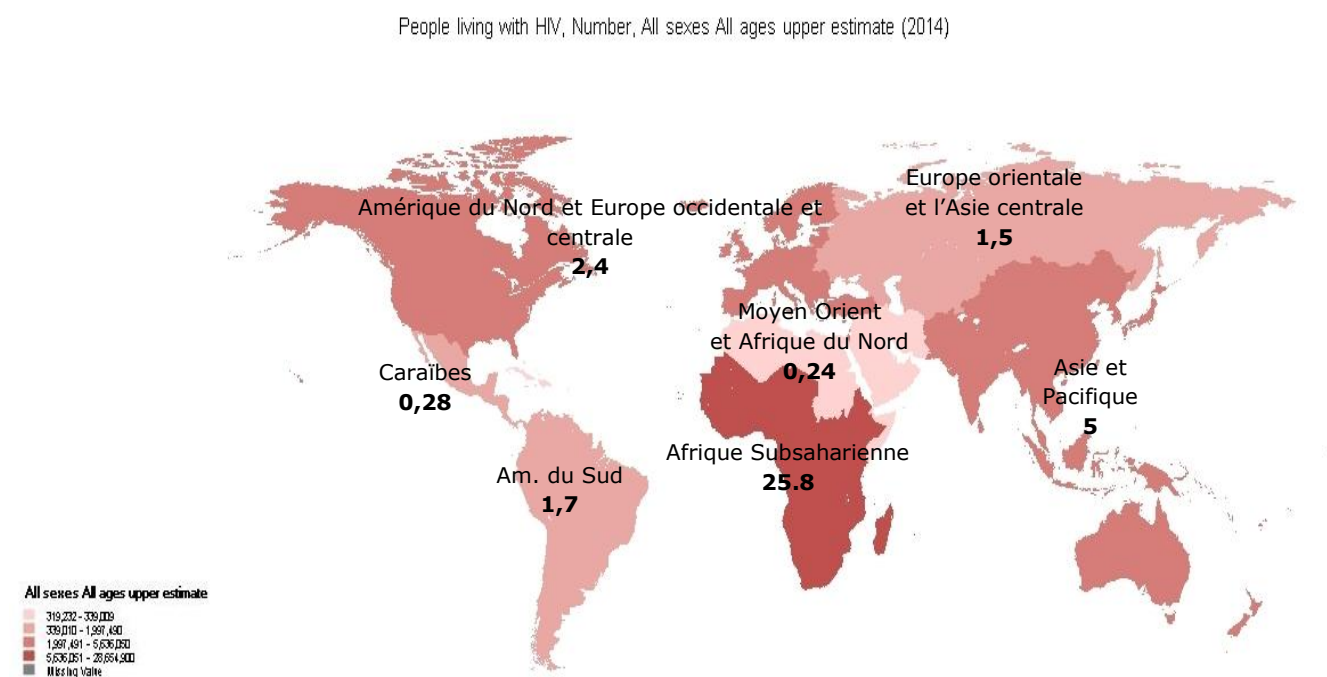 People living with HIV, Number, All sexes All ages upper estimate (2014)
Europe orientale
et l'Asie centrale
1,5
Amérique du Nord et Europe occidentale et
centrale
2,4
Moyen Orient
et Afrique du Nord
0,24
Caraïbes
0,28
Asie et
Pacifique
5
Afrique Subsaharienne
25.8
Am. du Sud
1,7
All sexes All ages upper estimate
319,232 - 339,009
339,010 - 1,997,490
1,997,491 - 5,636,050
5,636,051 - 28,654,900
Missing Value